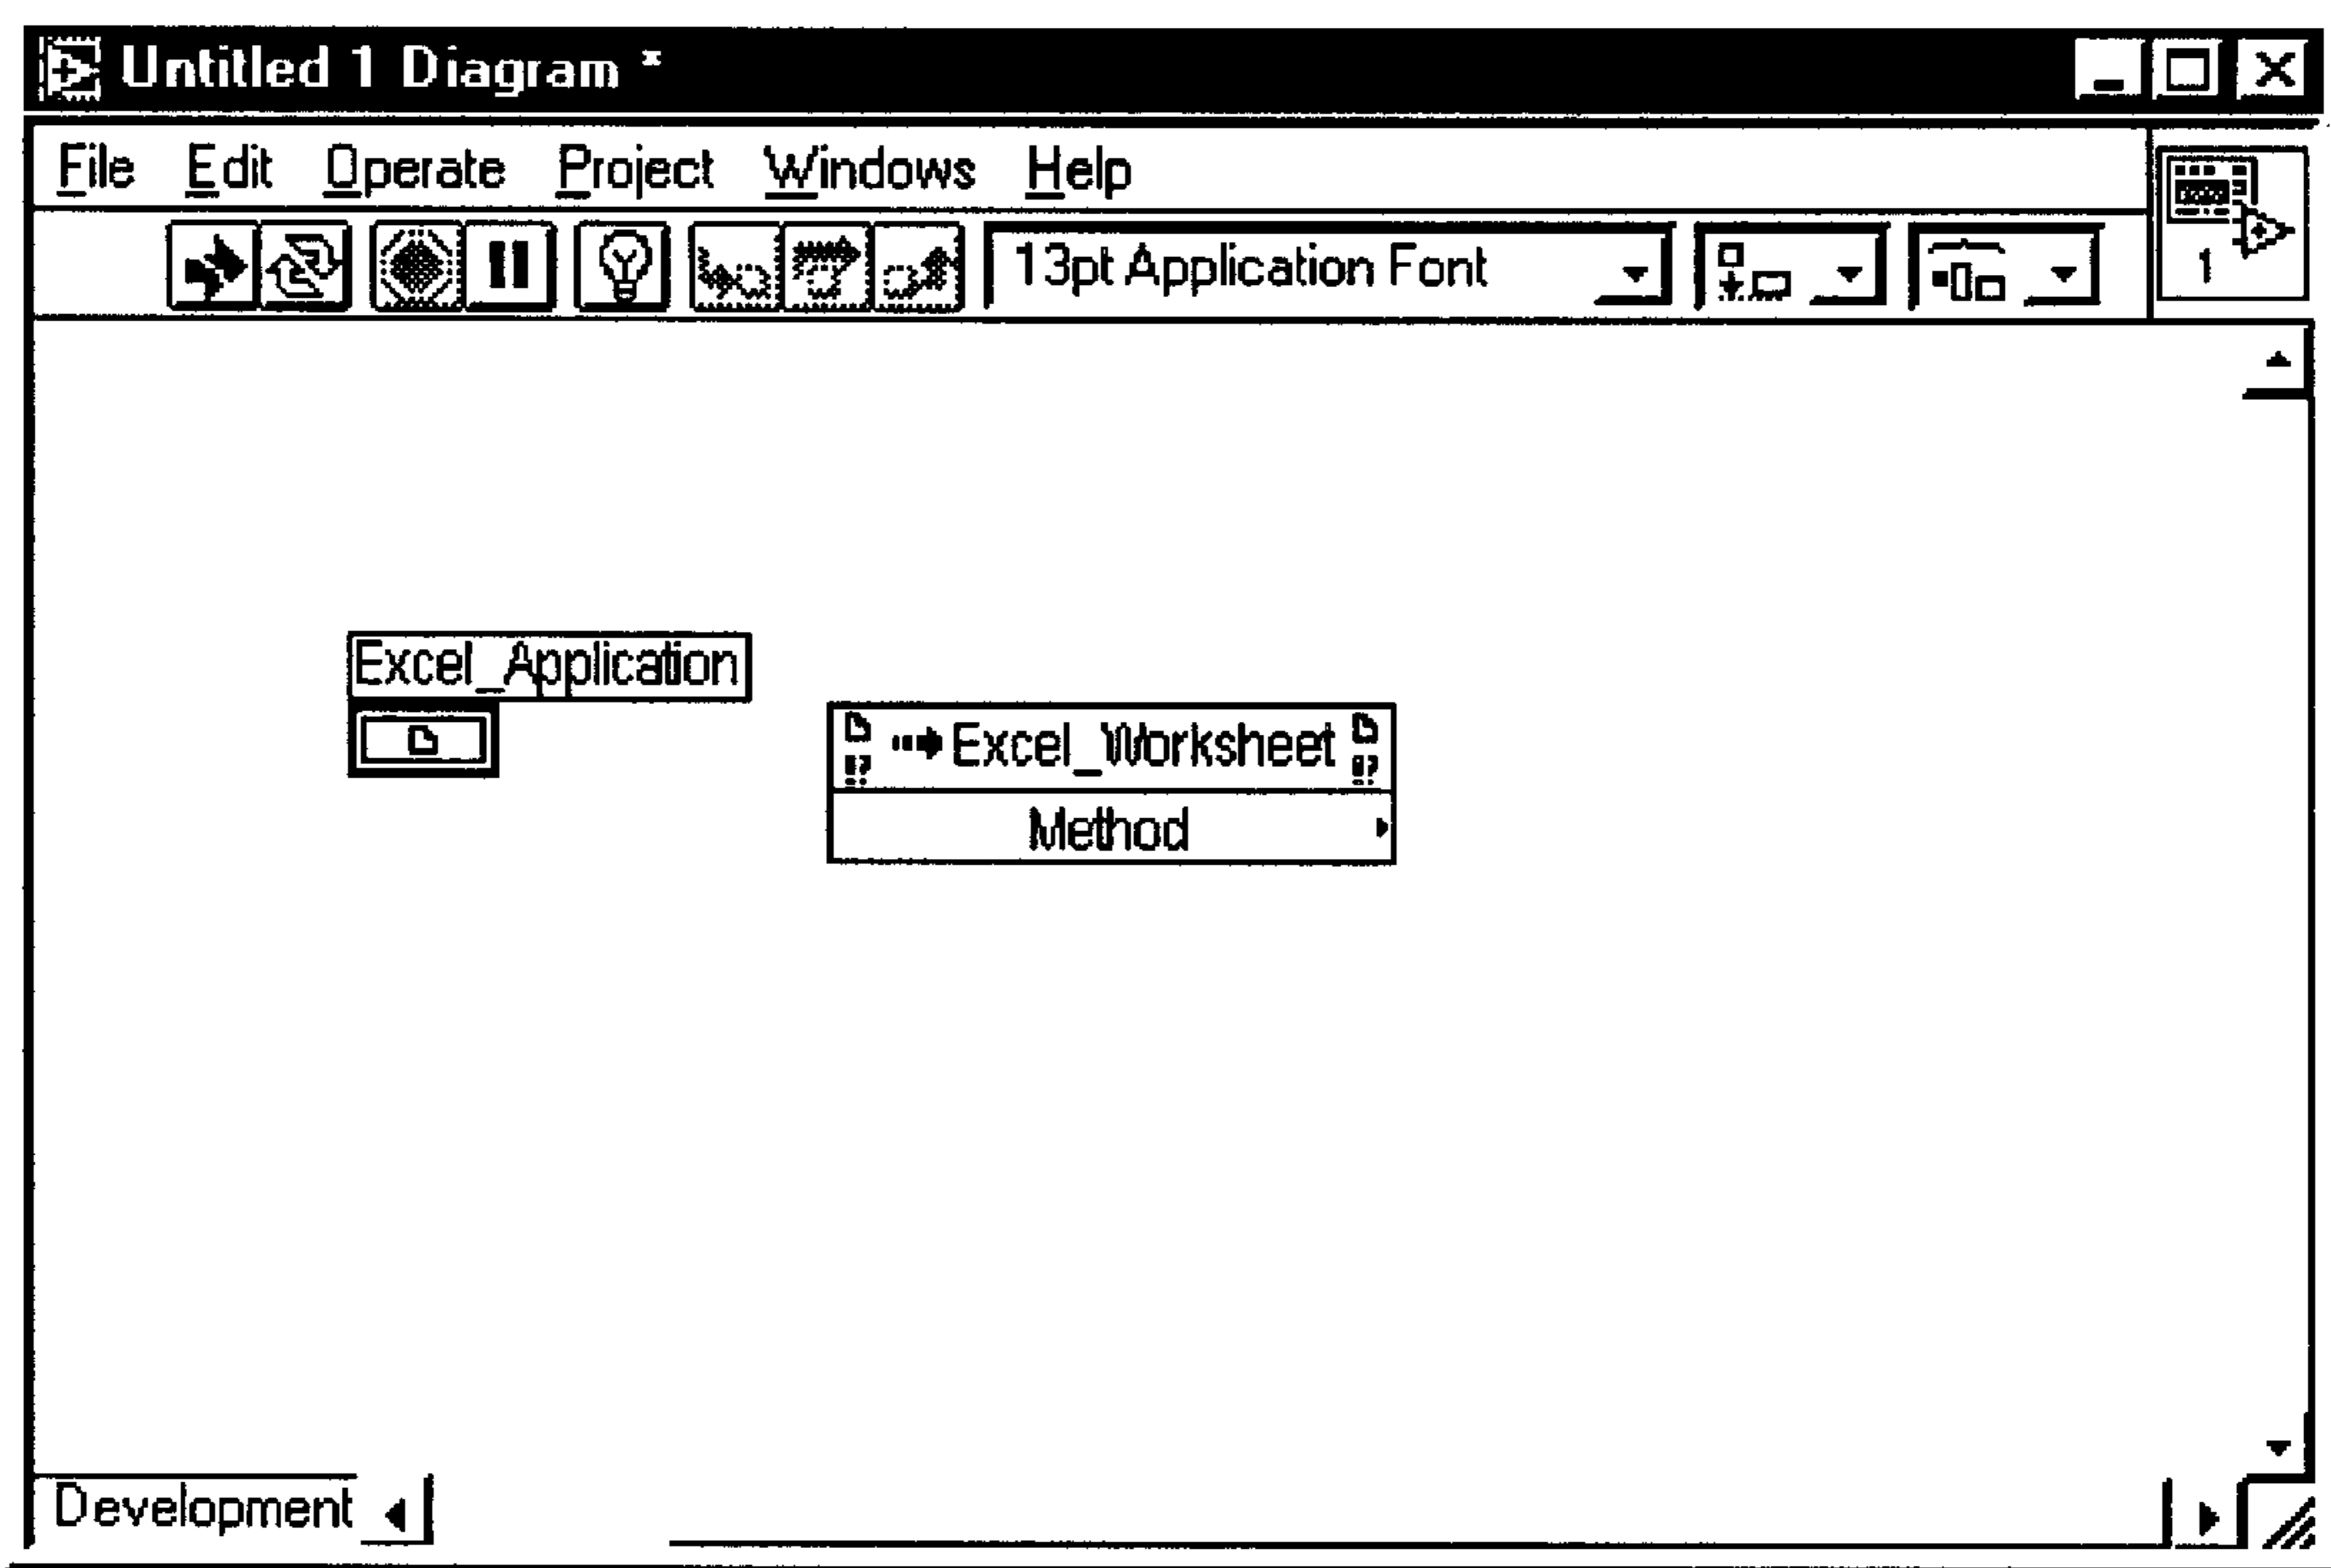 Untitled 1 Diagram *
File Edit Operate Project Windows Help
13pt Application Font
1
Excel_Application
Excel_Worksheet
Method
Development